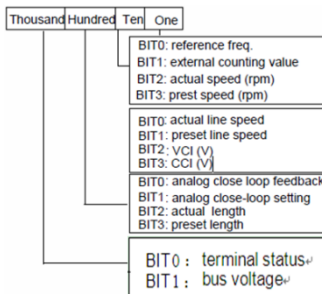 Thousand Hundred Ten One
BIT0: reference freq.
BIT1: external counting value
BIT2: actual speed (rpm)
BIT3: prest speed (rpm)
BIT0: actual line speed
BIT1: preset line speed
BIT2: VCI (V)
BIT3: CCI (V)
BIT0: analog close loop feedback
BIT1: analog close-loop setting
BIT2: actual length
BIT3: preset length
BIT0：terminal status↵
BIT1：bus voltage↵